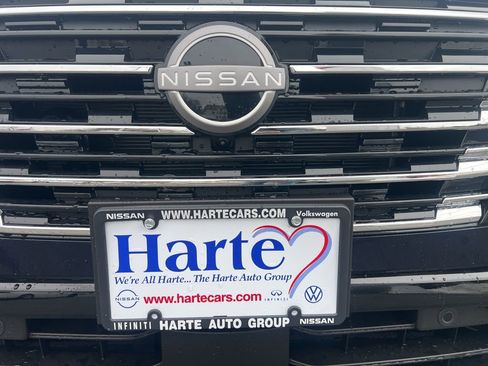 NISSAN
NISSAN WWW.HARTECARS.COM Volkswagen
Harte
We're All Harte... The Harte Auto Group
NISSAN www.hartecars.com INFINITI
INFINITI HARTE AUTO GROUP NISSAN